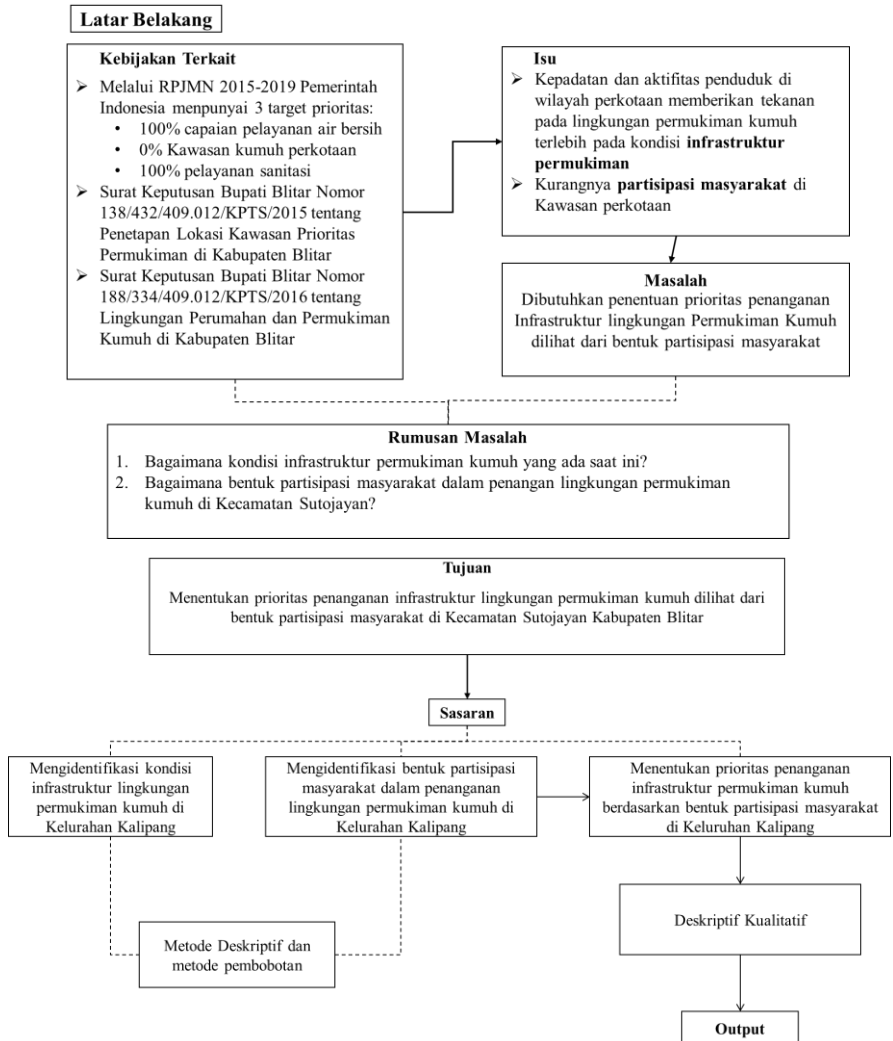 Latar Belakang
Kebijakan Terkait
➢ Melalui RPJMN 2015-2019 Pemerintah
Indonesia menpunyai 3 target prioritas:
• 100% capaian pelayanan air bersih
• 0% Kawasan kumuh perkotaan
• 100% pelayanan sanitasi
➢ Surat Keputusan Bupati Blitar Nomor
138/432/409.012/KPTS/2015 tentang
Penetapan Lokasi Kawasan Prioritas
Permukiman di Kabupaten Blitar
➢ Surat Keputusan Bupati Blitar Nomor
188/334/409.012/KPTS/2016 tentang
Lingkungan Perumahan dan Permukiman
Kumuh di Kabupaten Blitar
Isu
➢ Kepadatan dan aktifitas penduduk di
wilayah perkotaan memberikan tekanan
pada lingkungan permukiman kumuh
terlebih pada kondisi infrastruktur
permukiman
➢ Kurangnya partisipasi masyarakat di
Kawasan perkotaan
Masalah
Dibutuhkan penentuan prioritas penanganan
Infrastruktur lingkungan Permukiman Kumuh
dilihat dari bentuk partisipasi masyarakat
Rumusan Masalah
1. Bagaimana kondisi infrastruktur permukiman kumuh yang ada saat ini?
2. Bagaimana bentuk partisipasi masyarakat dalam penangan lingkungan permukiman
kumuh di Kecamatan Sutojayan?
Tujuan
Menentukan prioritas penanganan infrastruktur lingkungan permukiman kumuh dilihat dari
bentuk partisipasi masyarakat di Kecamatan Sutojayan Kabupaten Blitar
Sasaran
Mengidentifikasi kondisi
infrastruktur lingkungan
permukiman kumuh di
Kelurahan Kalipang
Mengidentifikasi bentuk partisipasi
masyarakat dalam penanganan
lingkungan permukiman kumuh di
Kelurahan Kalipang
Menentukan prioritas penanganan
infrastruktur permukiman kumuh
berdasarkan bentuk partisipasi masyarakat
di Keluruhan Kalipang
Metode Deskriptif dan
metode pembobotan
Deskriptif Kualitatif
Output